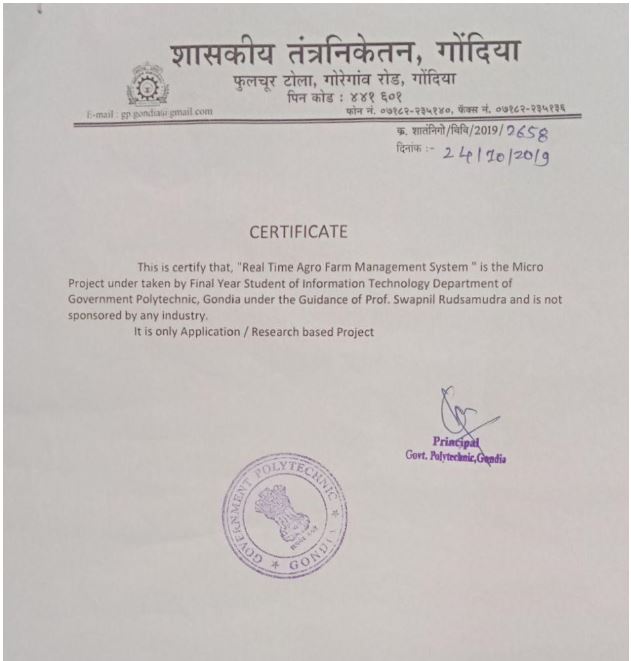 शासकीय तंत्रनिकेतन, गोंदिया
फुलचूर टोला, गोरेगांव रोड, गोंदिया
पिन कोड : ४४१ ६०१
E-mail : gp.gondia@gmail.com
फोन नं. ०७१८२-२३५१४०, फॅक्स नं. ०७१८२-२३५१३६
क्र. शातंनिगो/विवि/2019/2658
दिनांक :- 24/10/2019
CERTIFICATE
This is certify that, "Real Time Agro Farm Management System " is the Micro
Project under taken by Final Year Student of Information Technology Department of
Government Polytechnic, Gondia under the Guidance of Prof. Swapnil Rudsamudra and is not
sponsored by any industry.
It is only Application / Research based Project
Principal
Govt. Polytechnic,Gondia
GOVERNMENT POLYTECHNIC
GONDIA